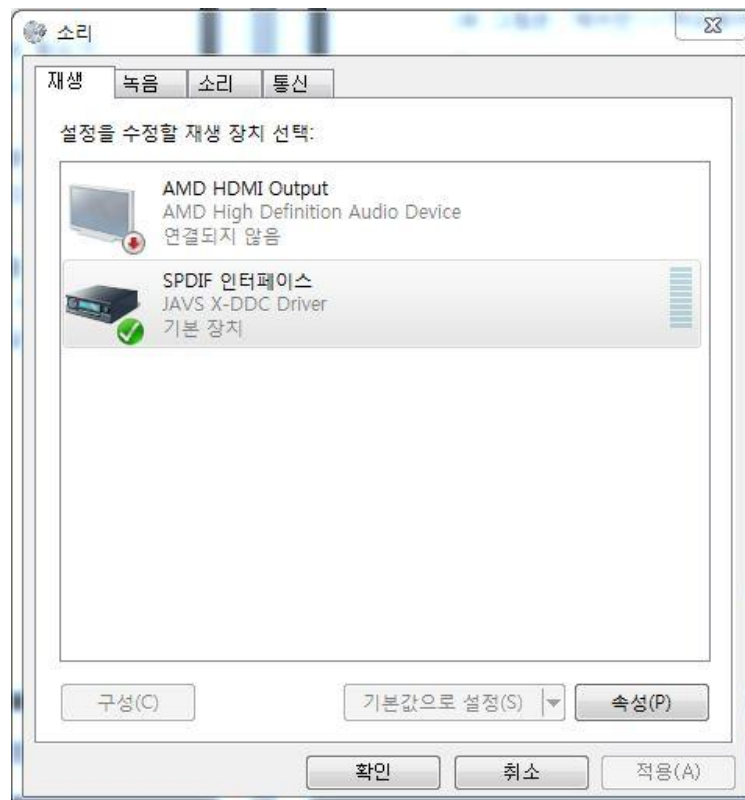 소리
재생 녹음 소리 통신
설정을 수정할 재생 장치 선택:
AMD HDMI Output
AMD High Definition Audio Device
연결되지 않음
SPDIF 인터페이스
JAVS X-DDC Driver
기본 장치
구성(C) 기본값으로 설정(S) 속성(P)
확인 취소 적용(A)